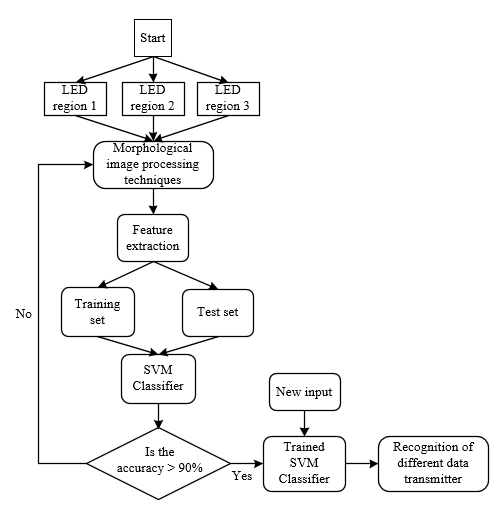 Start
LED
region 1
LED
region 2
LED
region 3
Morphological
image processing
techniques
Feature
extraction
Training
set
Test set
No
SVM
Classifier
New input
Is the
accuracy > 90%
Yes
Trained
SVM
Classifier
Recognition of
different data
transmitter